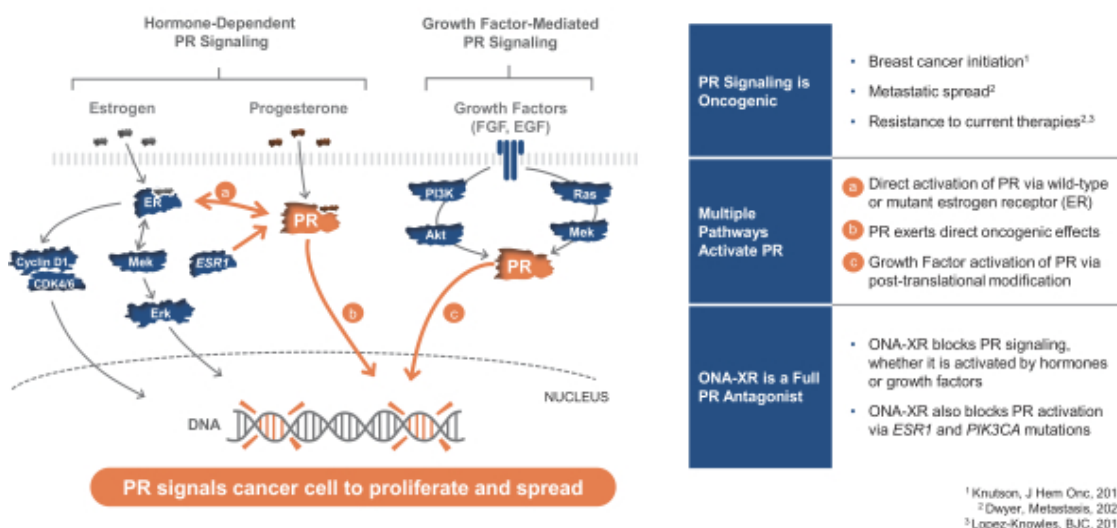 Hormone-Dependent
PR Signaling
Growth Factor-Mediated
PR Signaling
Estrogen
Progesterone
Growth Factors
(FGF, EGF)
ER
a
PR
PI3K
Ras
Akt
Mek
PR
Cyclin D1
CDK4/6
Mek
ESR1
Erk
b
c
NUCLEUS
DNA
PR signals cancer cell to proliferate and spread
PR Signaling is
Oncogenic
• Breast cancer initiation¹
• Metastatic spread²
• Resistance to current therapies²,³
Multiple
Pathways
Activate PR
a Direct activation of PR via wild-type
or mutant estrogen receptor (ER)
b PR exerts direct oncogenic effects
c Growth Factor activation of PR via
post-translational modification
ONA-XR is a Full
PR Antagonist
• ONA-XR blocks PR signaling,
whether it is activated by hormones
or growth factors
• ONA-XR also blocks PR activation
via ESR1 and PIK3CA mutations
¹ Knutson, J Hem Onc, 201
² Dwyer, Metastasis, 202
³ Lopez-Knowles, BJC, 201